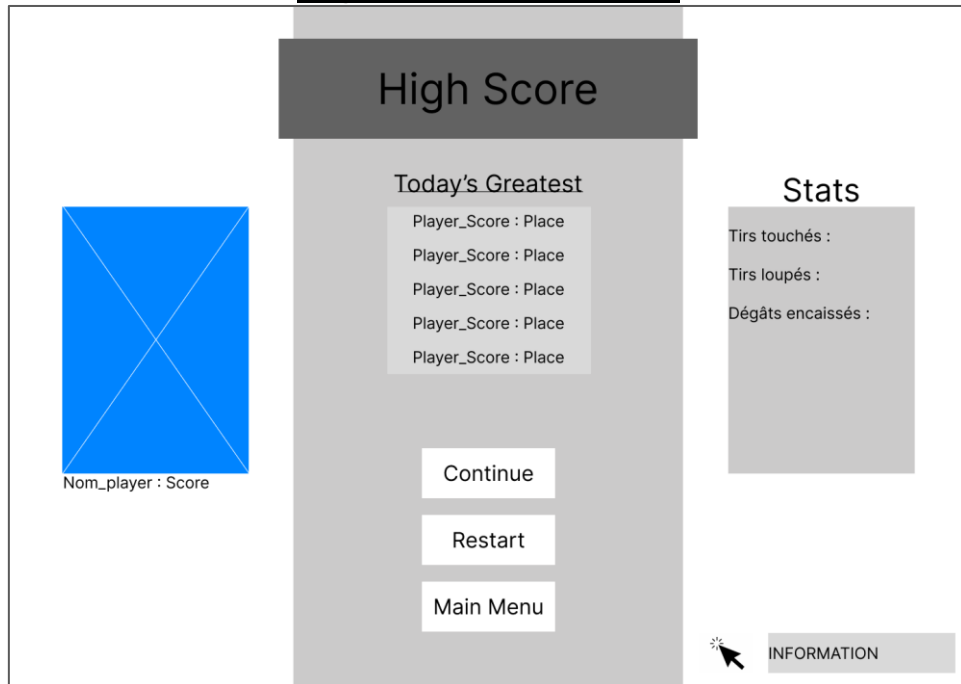 High Score
Today’s Greatest
Player_Score : Place
Player_Score : Place
Player_Score : Place
Player_Score : Place
Player_Score : Place
Nom_player : Score
Stats
Tirs touchés :
Tirs loupés :
Dégâts encaissés :
Continue
Restart
Main Menu
INFORMATION